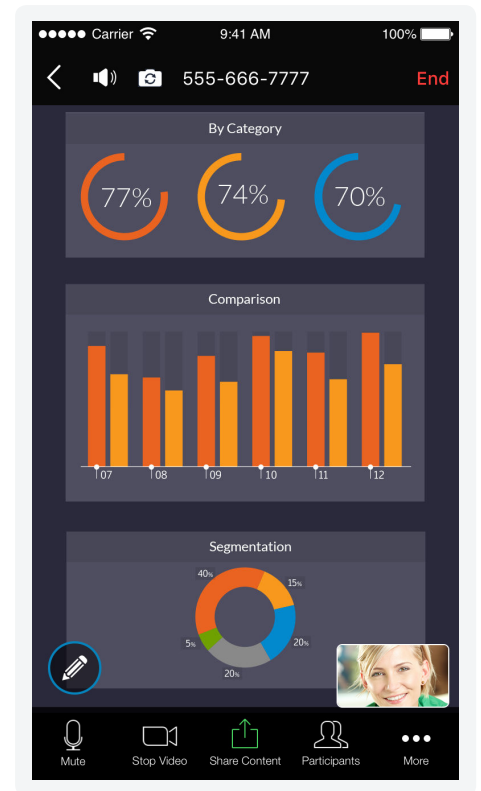 Carrier 9:41 AM 100%
555-666-7777 End
By Category
77% 74% 70%
Comparison
07 08 09 10 11 12
Segmentation
40%
15%
5% 20%
20%
Mute Stop Video Share Content Participants More